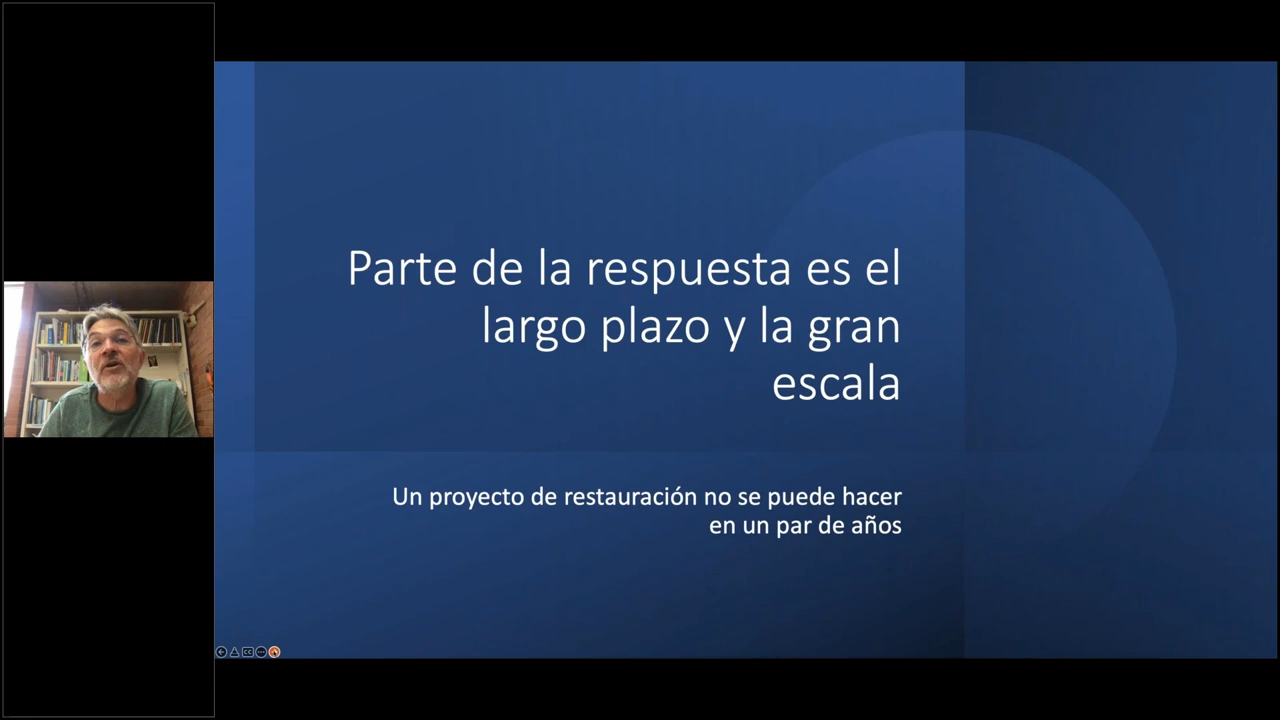 Parte de la respuesta es el
largo plazo y la gran
escala
Un proyecto de restauración no se puede hacer
en un par de años